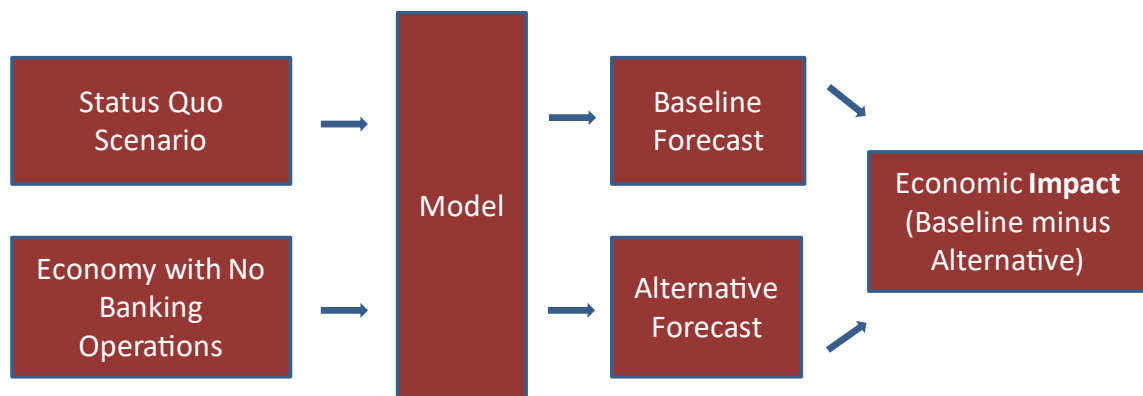 Status Quo
Scenario
Economy with No
Banking
Operations
Model
Baseline
Forecast
Alternative
Forecast
Economic Impact
(Baseline minus
Alternative)